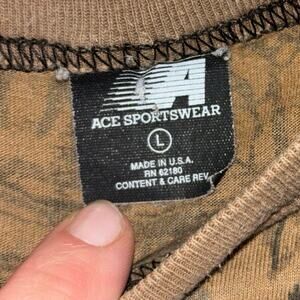 ACE SPORTSWEAR
L
MADE IN U.S.A.
RN 62180
CONTENT & CARE REV.